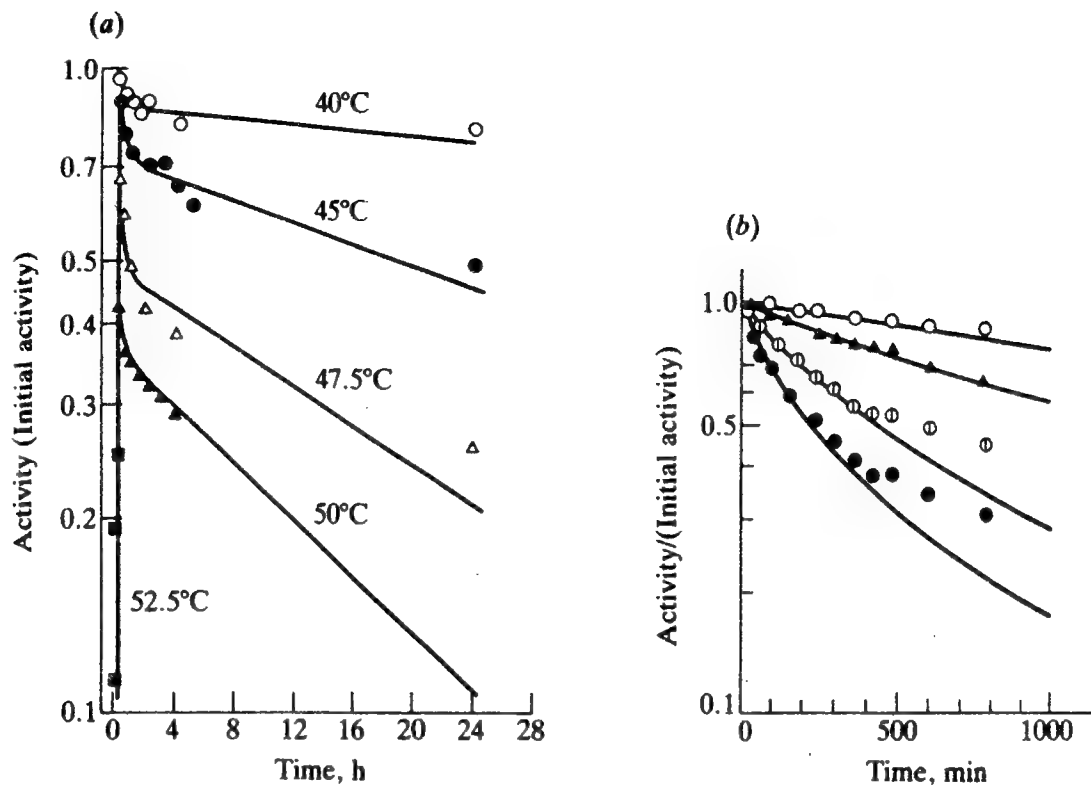 (a)
1.0
0.7
0.5
0.4
0.3
0.2
0.1
Activity (Initial activity)
40°C
45°C
47.5°C
50°C
52.5°C
0 4 8 12 16 20 24 28
Time, h
(b)
1.0
0.5
0.1
Activity/(Initial activity)
0 500 1000
Time, min